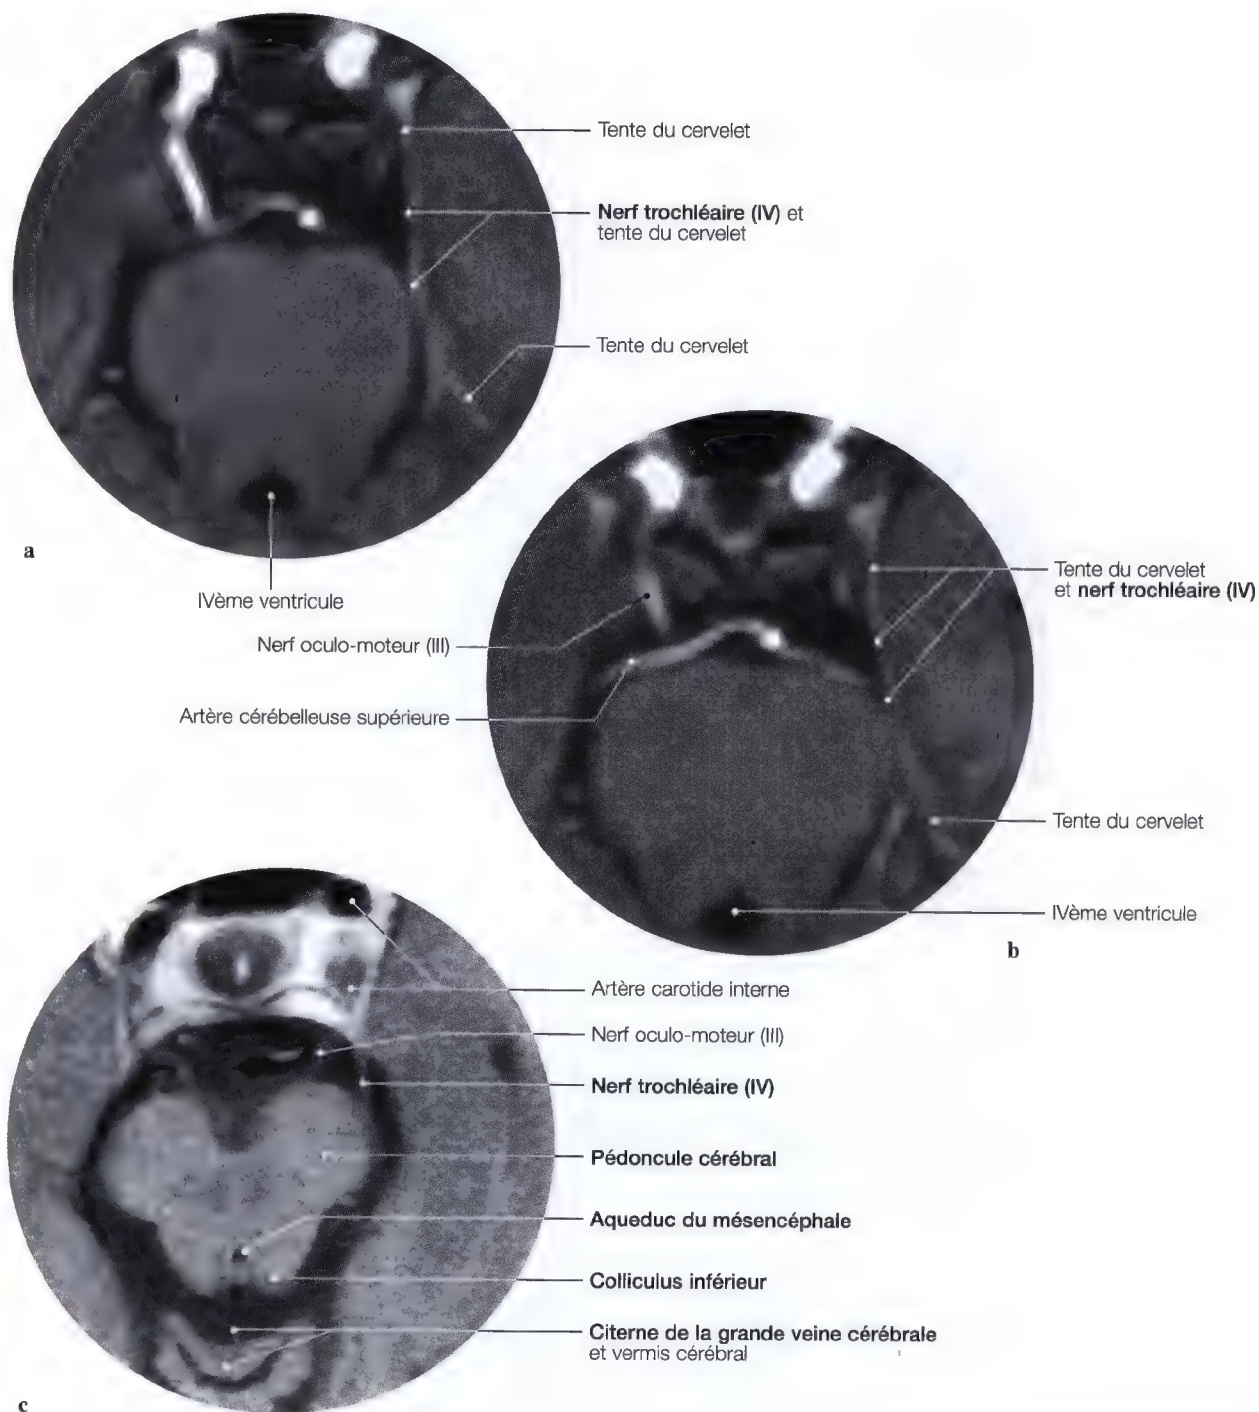 Tente du cervelet
Nerf trochléaire (IV) et
tente du cervelet
Tente du cervelet
a
IVème ventricule
Tente du cervelet
et nerf trochléaire (IV)
Nerf oculo-moteur (III)
Artère cérébelleuse supérieure
Tente du cervelet
IVème ventricule
b
Artère carotide interne
Nerf oculo-moteur (III)
Nerf trochléaire (IV)
Pédoncule cérébral
Aqueduc du mésencéphale
Colliculus inférieur
Citerne de la grande veine cérébrale
et vermis cérébral
c